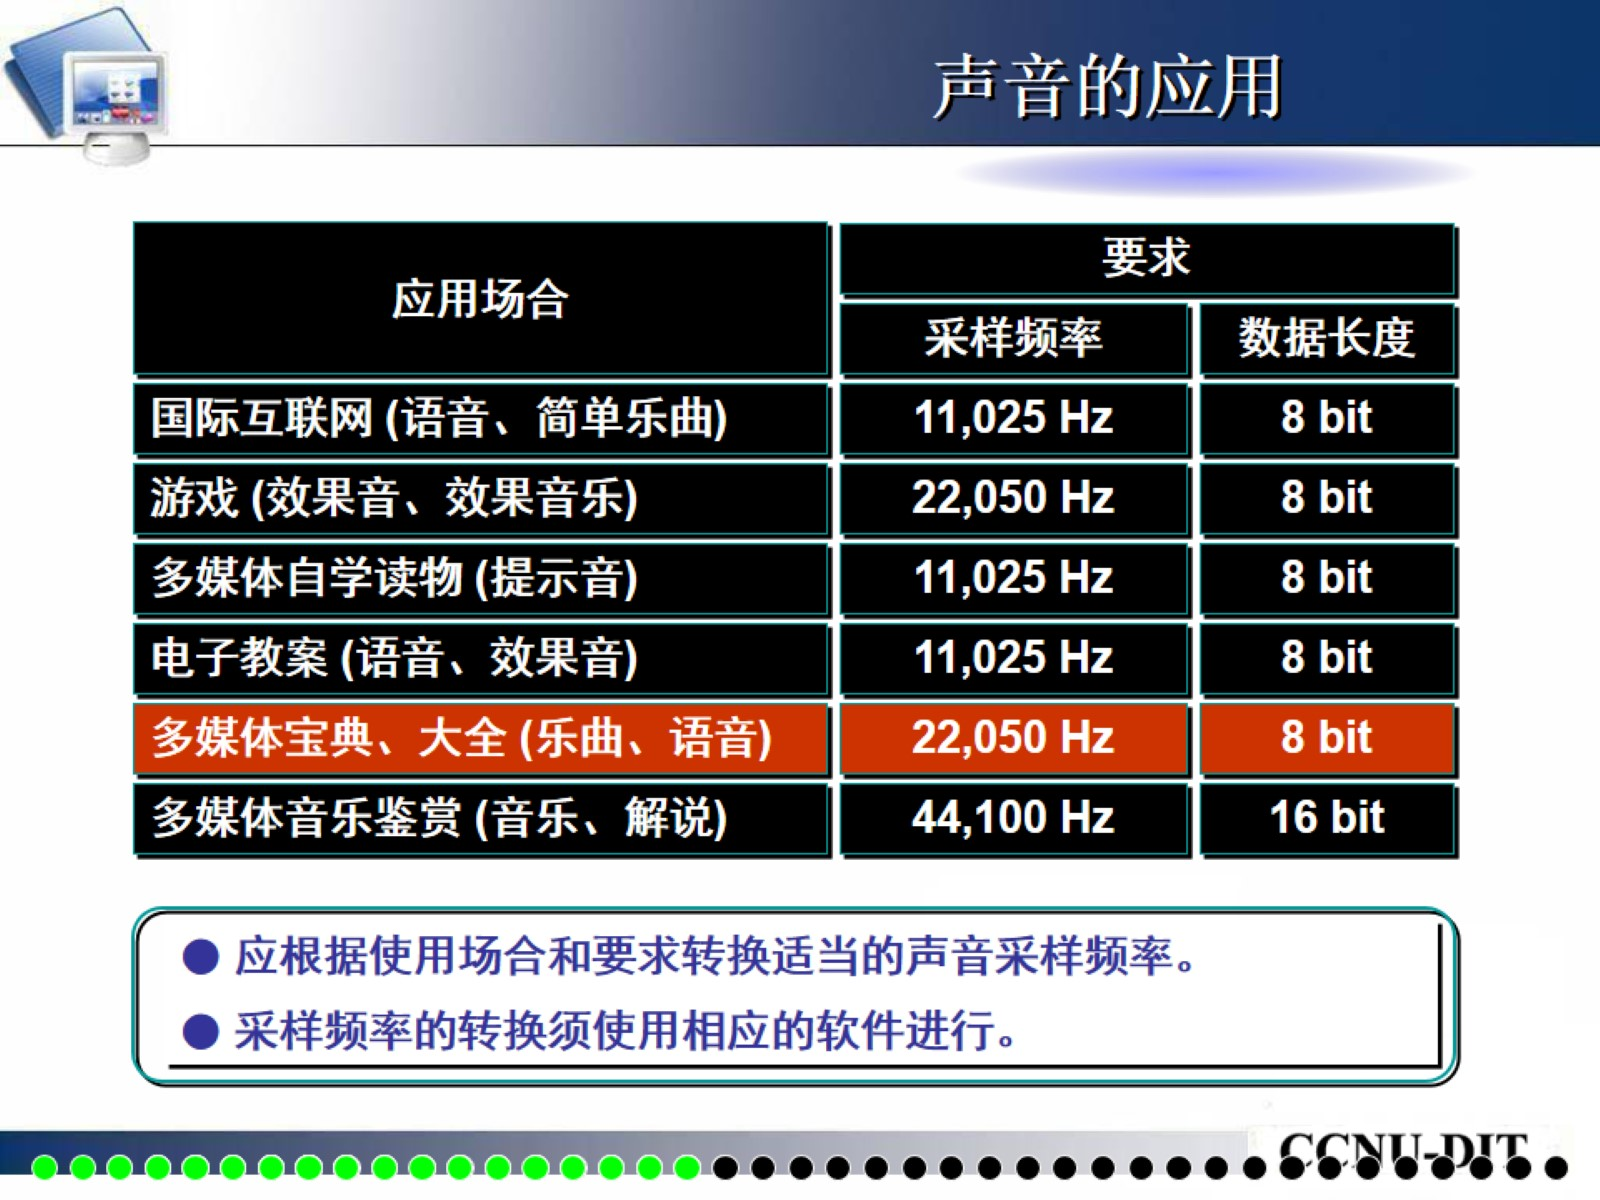 声音的应用
应用场合
要求
采样频率 数据长度
国际互联网 (语音、简单乐曲) 11,025 Hz 8 bit
游戏 (效果音、效果音乐) 22,050 Hz 8 bit
多媒体自学读物 (提示音) 11,025 Hz 8 bit
电子教案 (语音、效果音) 11,025 Hz 8 bit
多媒体宝典、大全 (乐曲、语音) 22,050 Hz 8 bit
多媒体音乐鉴赏 (音乐、解说) 44,100 Hz 16 bit
● 应根据使用场合和要求转换适当的声音采样频率。
● 采样频率的转换须使用相应的软件进行。
CCNU-DIT